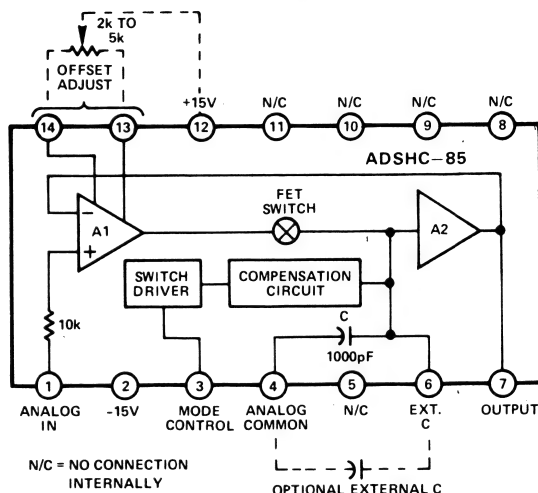 2k TO
5k
OFFSET
ADJUST
+15V
N/C
N/C
N/C
N/C
14
13
12
11
10
9
8
ADSHC-85
FET
SWITCH
A1
A2
−
+
SWITCH
DRIVER
COMPENSATION
CIRCUIT
10k
C
1000pF
1
2
3
4
5
6
7
ANALOG
IN
-15V
MODE
CONTROL
ANALOG
COMMON
N/C
EXT.
C
OUTPUT
N/C = NO CONNECTION
INTERNALLY
OPTIONAL EXTERNAL C